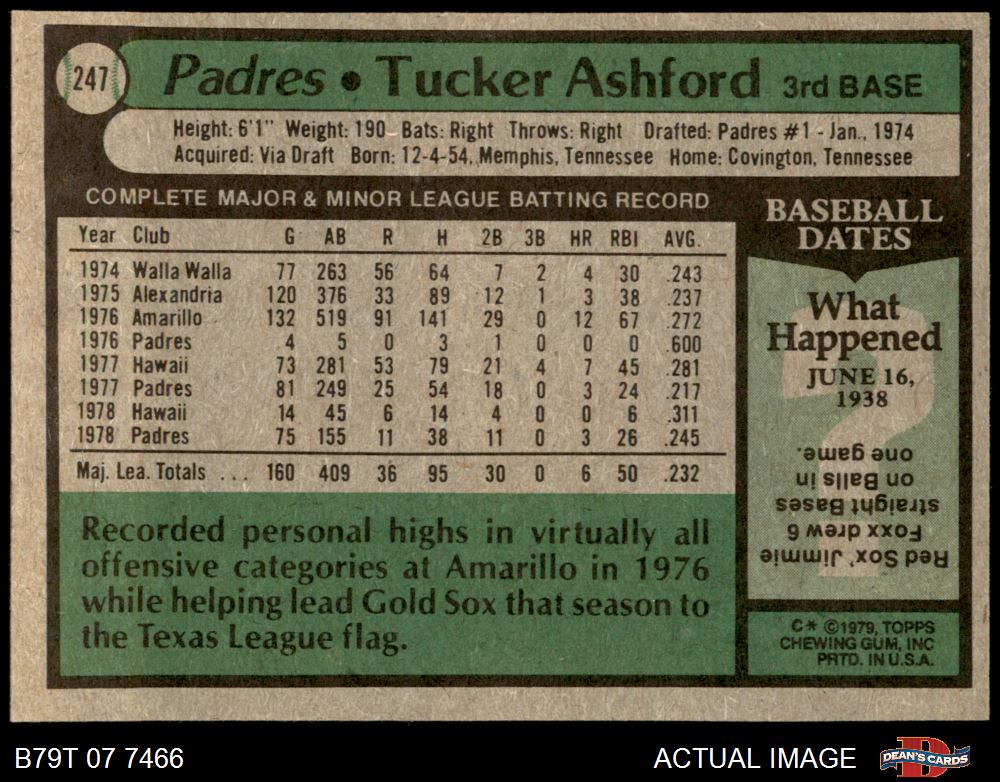 247
Padres • Tucker Ashford 3rd BASE
Height: 6'1" Weight: 190 Bats: Right Throws: Right Drafted: Padres #1 - Jan., 1974
Acquired: Via Draft Born: 12-4-54, Memphis, Tennessee Home: Covington, Tennessee
COMPLETE MAJOR & MINOR LEAGUE BATTING RECORD
Year Club G AB R H 2B 3B HR RBI AVG.
1974 Walla Walla 77 263 56 64 7 2 4 30 .243
1975 Alexandria 120 376 33 89 12 1 3 38 .237
1976 Amarillo 132 519 91 141 29 0 12 67 .272
1976 Padres 4 5 0 3 1 0 0 0 .600
1977 Hawaii 73 281 53 79 21 4 7 45 .281
1977 Padres 81 249 25 54 18 0 3 24 .217
1978 Hawaii 14 45 6 14 4 0 0 6 .311
1978 Padres 75 155 11 38 11 0 3 26 .245
Maj. Lea. Totals ... 160 409 36 95 30 0 6 50 .232
Recorded personal highs in virtually all
offensive categories at Amarillo in 1976
while helping lead Gold Sox that season to
the Texas League flag.
BASEBALL
DATES
What
Happened
JUNE 16,
1938
Red Sox' Jimmie
Foxx drew 6
straight Bases
on Balls in
one game.
C* ©1979, TOPPS
CHEWING GUM, INC
PRTD. IN U.S.A.
B79T 07 7466
ACTUAL IMAGE
DEAN'S CARDS